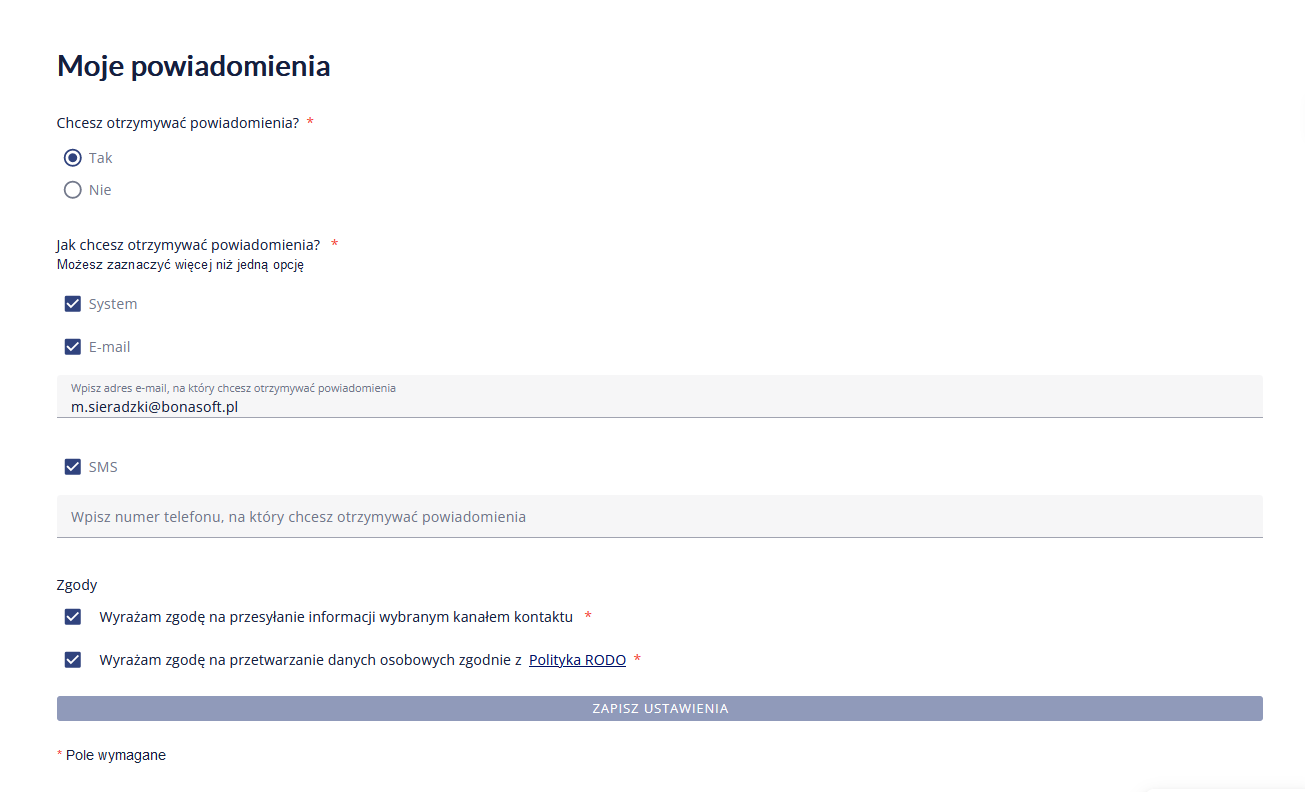 Moje powiadomienia
Chcesz otrzymywać powiadomienia? *
Tak
Nie
Jak chcesz otrzymywać powiadomienia? *
Możesz zaznaczyć więcej niż jedną opcję
System
E-mail
Wpisz adres e-mail, na który chcesz otrzymywać powiadomienia
m.sieradzki@bonasoft.pl
SMS
Wpisz numer telefonu, na który chcesz otrzymywać powiadomienia
Zgody
Wyrażam zgodę na przesyłanie informacji wybranym kanałem kontaktu *
Wyrażam zgodę na przetwarzanie danych osobowych zgodnie z Polityka RODO *
ZAPISZ USTAWIENIA
* Pole wymagane